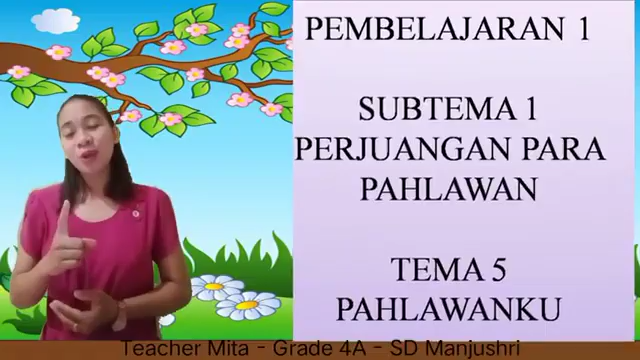 PEMBELAJARAN 1
SUBTEMA 1
PERJUANGAN PARA
PAHLAWAN
TEMA 5
PAHLAWANKU
Teacher Mita - Grade 4A - SD Manjushri